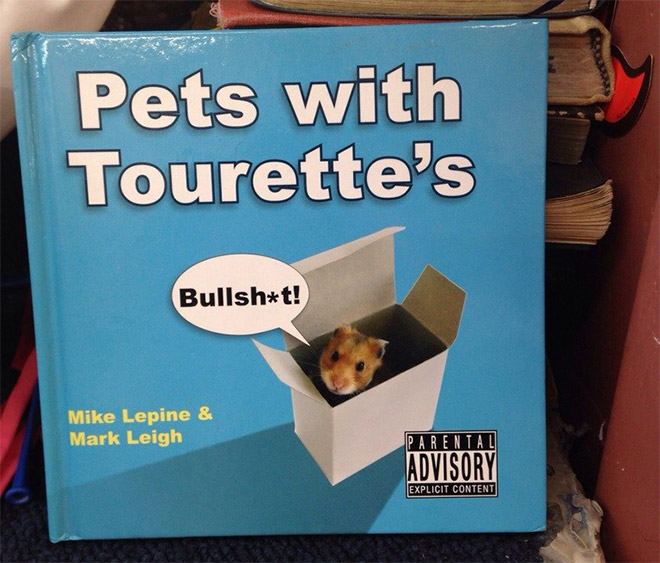 Pets with
Tourette's
Bullsh*t!
Mike Lepine &
Mark Leigh
PARENTAL
ADVISORY
EXPLICIT CONTENT